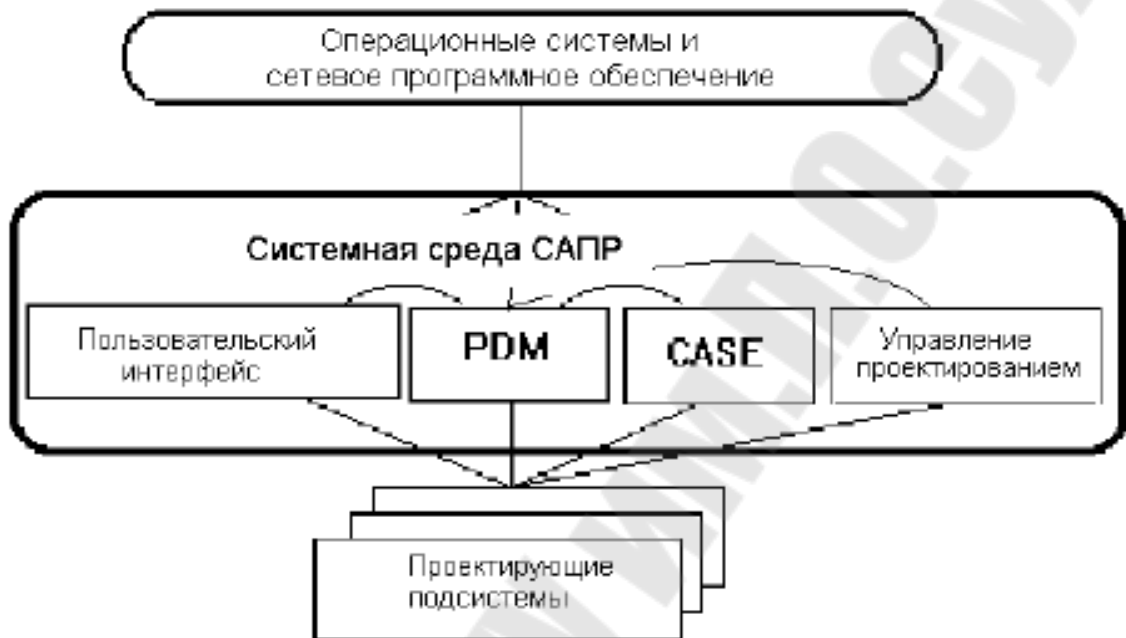 Операционные системы и
сетевое программное обеспечение
Системная среда САПР
Пользовательский
интерфейс
PDM
CASE
Управление
проектированием
Проектирующие
подсистемы